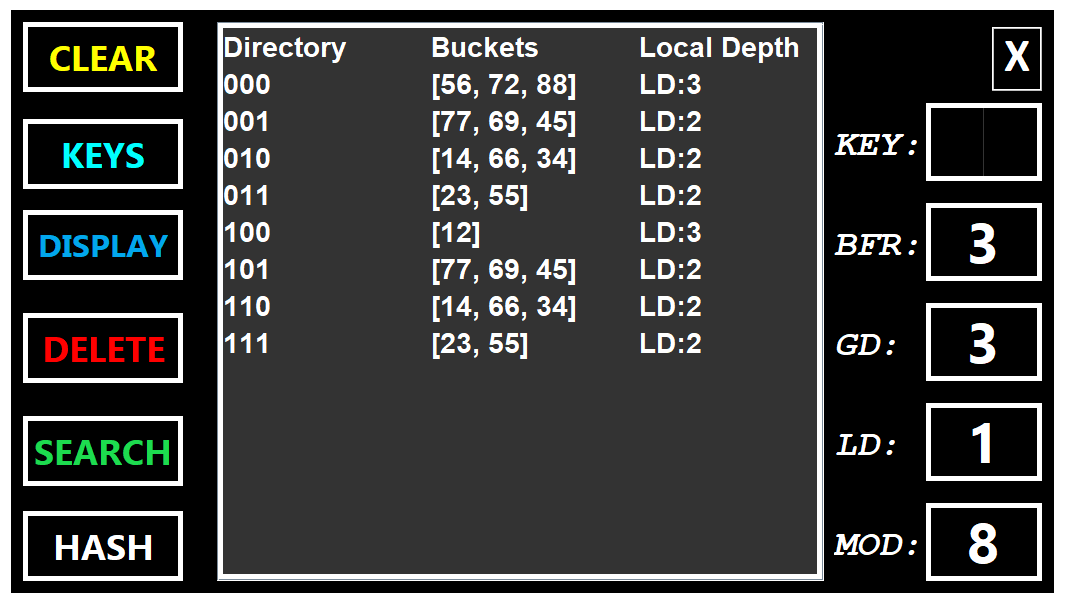 CLEAR
KEYS
DISPLAY
DELETE
SEARCH
HASH
Directory Buckets Local Depth
000 [56, 72, 88] LD:3
001 [77, 69, 45] LD:2
010 [14, 66, 34] LD:2
011 [23, 55] LD:2
100 [12] LD:3
101 [77, 69, 45] LD:2
110 [14, 66, 34] LD:2
111 [23, 55] LD:2
X
KEY:
BFR: 3
GD: 3
LD: 1
MOD: 8